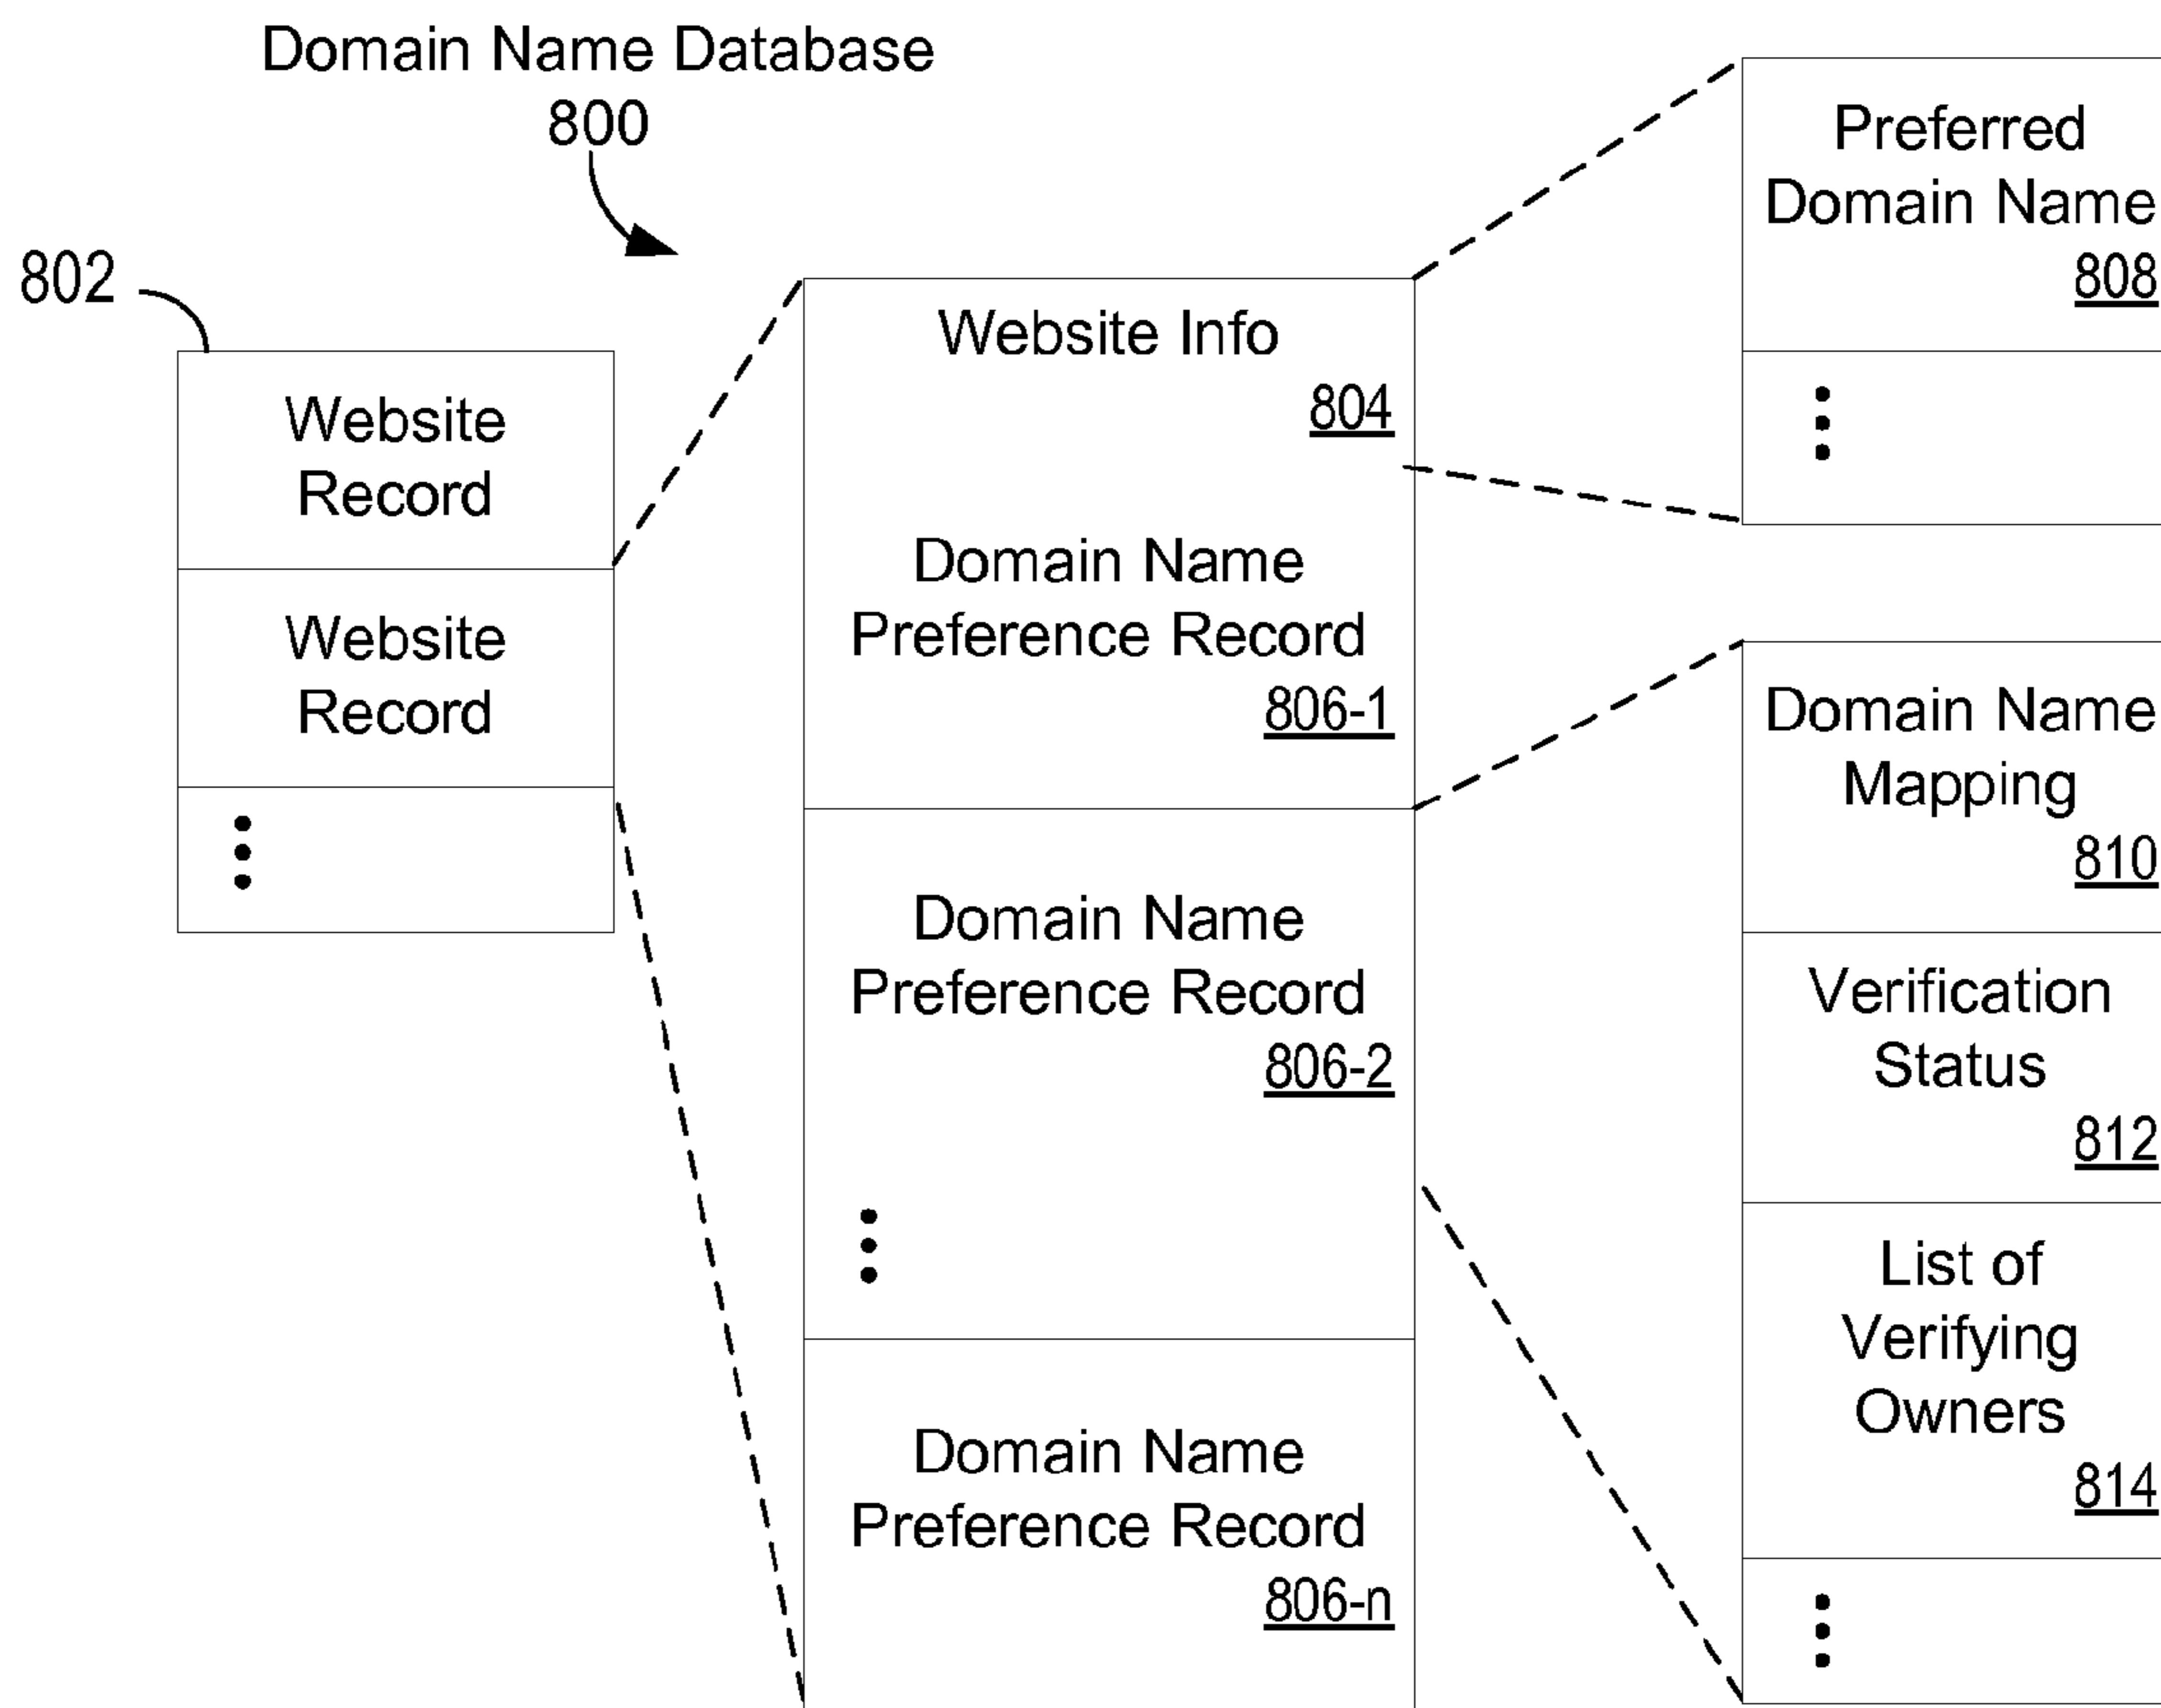 Domain Name Database
800
802
Website
Record
Website
Record
Website Info
804
Domain Name
Preference Record
806-1
Domain Name
Preference Record
806-2
Domain Name
Preference Record
806-n
Preferred
Domain Name
808
Domain Name
Mapping
810
Verification
Status
812
List of
Verifying
Owners
814